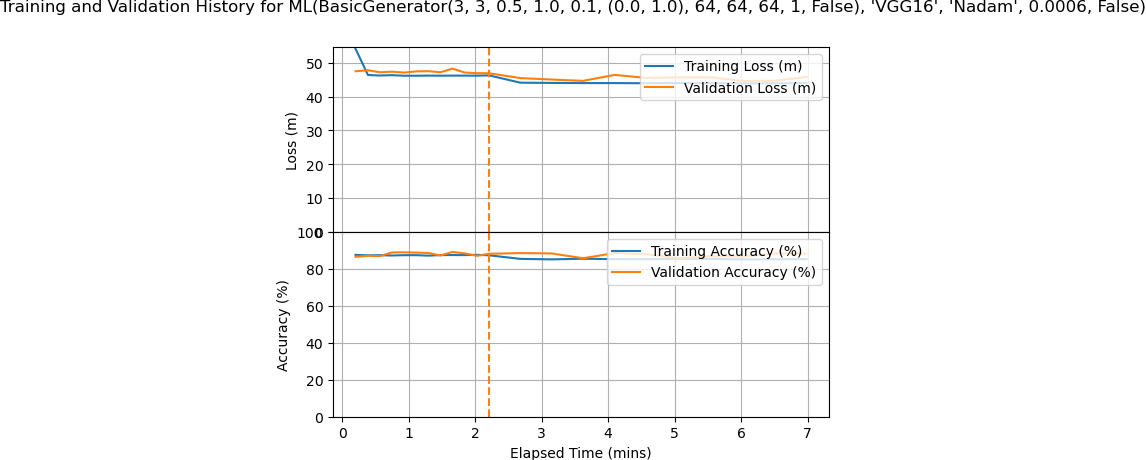 Training and Validation History for ML(BasicGenerator(3, 3, 0.5, 1.0, 0.1, (0.0, 1.0), 64, 64, 64, 1, False), 'VGG16', 'Nadam', 0.0006, False)
50
40
30
20
10
0
Loss (m)
Training Loss (m)
Validation Loss (m)
100
80
60
40
20
0
Accuracy (%)
Training Accuracy (%)
Validation Accuracy (%)
0 1 2 3 4 5 6 7
Elapsed Time (mins)